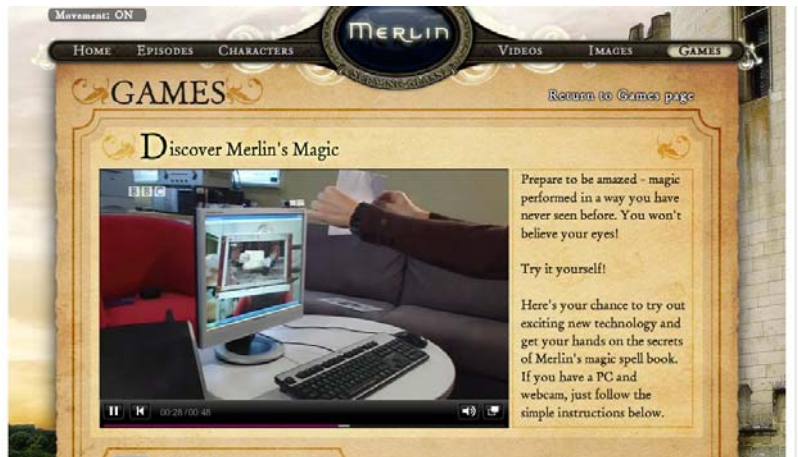 Movement: ON
MERLIN
HOME EPISODES CHARACTERS VIDEOS IMAGES GAMES
GAMES
Return to Games page
Discover Merlin's Magic
BBC
Prepare to be amazed - magic
performed in a way you have
never seen before. You won't
believe your eyes!
Try it yourself!
Here's your chance to try out
exciting new technology and
get your hands on the secrets
of Merlin's magic spell book.
If you have a PC and
webcam, just follow the
simple instructions below.
00:28/00:48